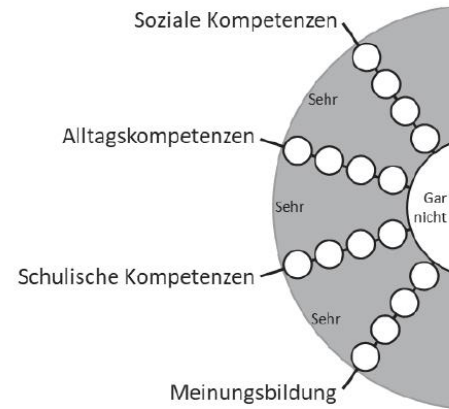 Soziale Kompetenzen
Sehr
Alltagskompetenzen
Gar
nicht
Sehr
Schulische Kompetenzen
Sehr
Meinungsbildung